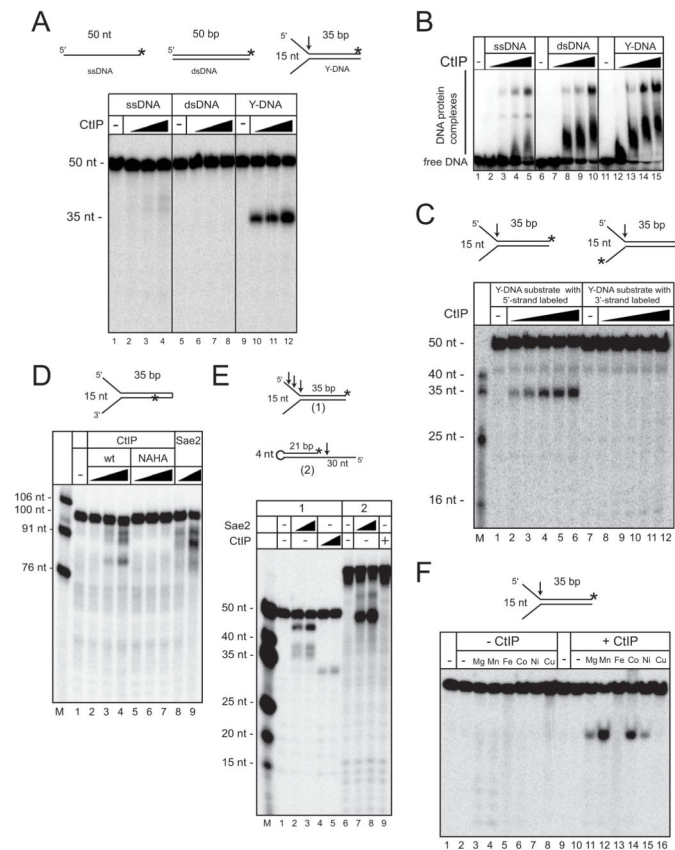 A
50 nt
50 bp
35 bp
5'
15 nt
ssDNA
dsDNA
Y-DNA
ssDNA dsDNA Y-DNA
CtIP - - -
50 nt -
35 nt -
1 2 3 4 5 6 7 8 9 10 11 12
B
ssDNA dsDNA Y-DNA
CtIP - - -
DNA protein complexes
free DNA
1 2 3 4 5 6 7 8 9 10 11 12 13 14 15
C
35 bp 35 bp
5' 5'
15 nt 15 nt
Y-DNA substrate with 5'-strand labeled
Y-DNA substrate with 3'-strand labeled
CtIP - -
50 nt -
40 nt -
35 nt -
25 nt -
16 nt -
M 1 2 3 4 5 6 7 8 9 10 11 12
D
35 bp
5'
15 nt
3'
CtIP Sae2
- wt NAHA
106 nt -
100 nt -
91 nt -
76 nt -
M 1 2 3 4 5 6 7 8 9
E
5' 35 bp
15 nt
(1)
21 bp
4 nt
30 nt 5'
(2)
1 2
Sae2 - - - -
CtIP - - - - +
50 nt -
40 nt -
35 nt -
25 nt -
20 nt -
15 nt -
M 1 2 3 4 5 6 7 8 9
F
35 bp
5'
15 nt
- CtIP + CtIP
- - Mg Mn Fe Co Ni Cu - - Mg Mn Fe Co Ni Cu
50 nt -
35 nt -
1 2 3 4 5 6 7 8 9 10 11 12 13 14 15 16